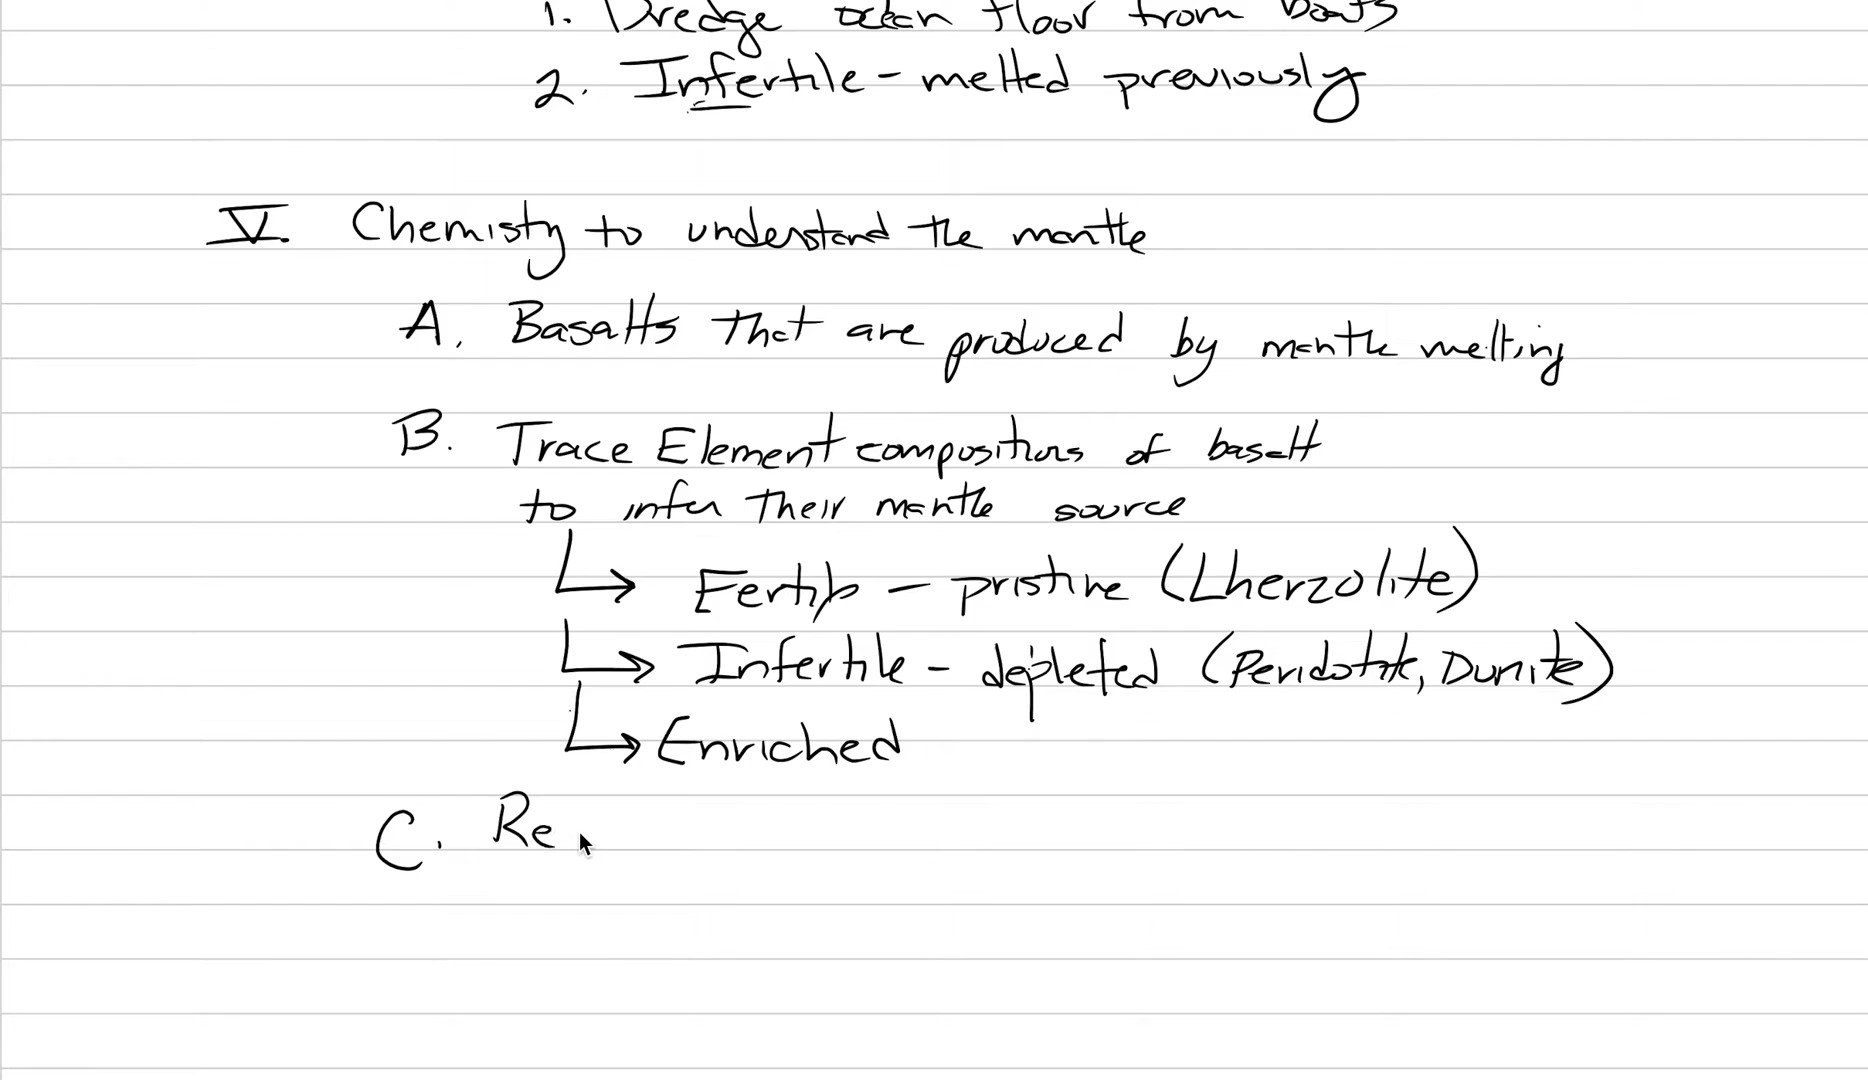 1. Dredge ocean floor from boats
2. Infertile - melted previously
V. Chemisty to understand the mantle
A. Basalts that are produced by mantle melting
B. Trace Element compositions of basalt
to infer their mantle source
↳ Fertile - pristine (Lherzolite)
↳ Infertile - depleted (Peridotite, Dunite)
↳ Enriched
C. Re